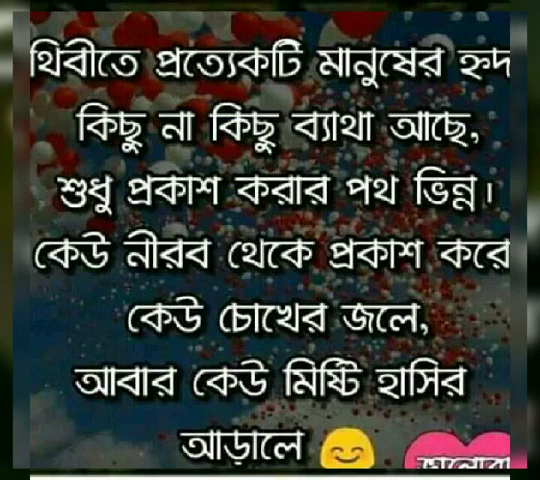 থিবীতে প্রত্যেকটি মানুষের হৃদ
কিছু না কিছু ব্যাথা আছে,
শুধু প্রকাশ করার পথ ভিন্ন।
কেউ নীরব থেকে প্রকাশ করে
কেউ চোখের জলে,
আবার কেউ মিষ্টি হাসির
আড়ালে 😊